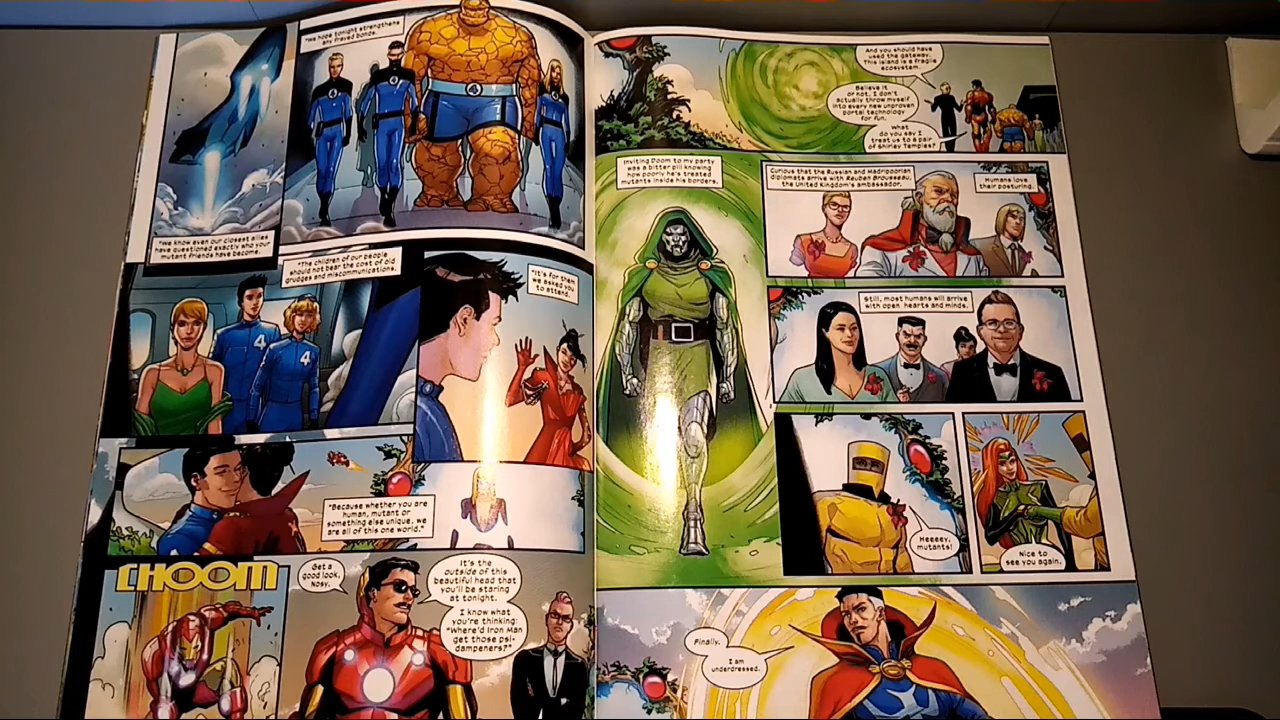 "We hope tonight strengthens
any frayed bonds.
4
4
"We know even our closest allies
have questioned exactly who your
mutant friends have become.
"The children of our people
should not bear the cost of old
grudges and miscommunications.
4
4
"It's for them
we asked you
to attend.
"Because whether you are
human, mutant or
something else unique, we
are all of this one world."
CHOOM
Get a
good look,
Nosy.
It's the
outside of this
beautiful head that
you'll be staring
at tonight.
I know what
you're thinking:
"Where'd Iron Man
get those psi-
dampeners?"
And you should have
used the gateway.
This island is a fragile
ecosystem.
Believe it
or not, I don't
actually throw myself
into every new unproven
portal technology
for fun.
What
do you say I
treat us to a pair
of Shirley Temples?
Inviting Doom to my party
was a bitter pill knowing
how poorly he's treated
mutants inside his borders.
Curious that the Russian and Madripoorian
diplomats arrive with Reuben Brousseau,
the United Kingdom's ambassador.
Humans love
their posturing.
Still, most humans will arrive
with open hearts and minds.
Heeeey,
mutants!
Nice to
see you again.
Finally.
I am
underdressed.